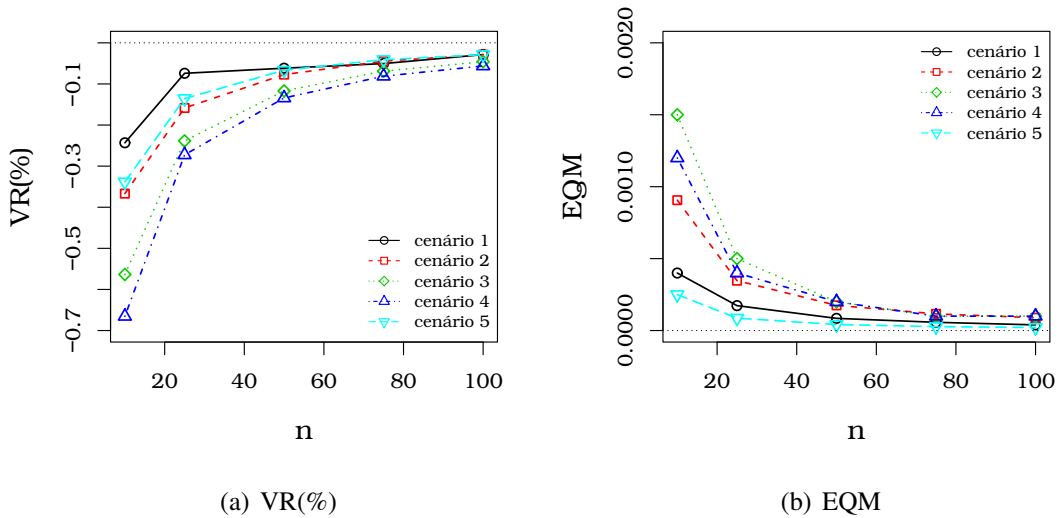 VR(%)
-0.1
-0.3
-0.5
-0.7
20
40
60
80
100
n
cenário 1
cenário 2
cenário 3
cenário 4
cenário 5
(a) VR(%)
EQM
0.0020
0.0010
0.0000
20
40
60
80
100
n
cenário 1
cenário 2
cenário 3
cenário 4
cenário 5
(b) EQM